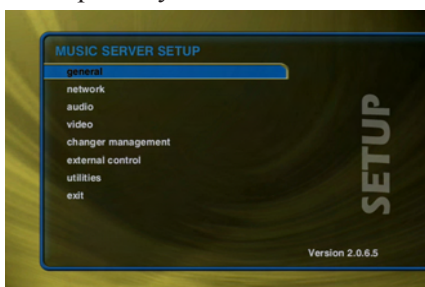 MUSIC SERVER SETUP
general
network
audio
video
changer management
external control
utilities
exit
SETUP
Version 2.0.6.5